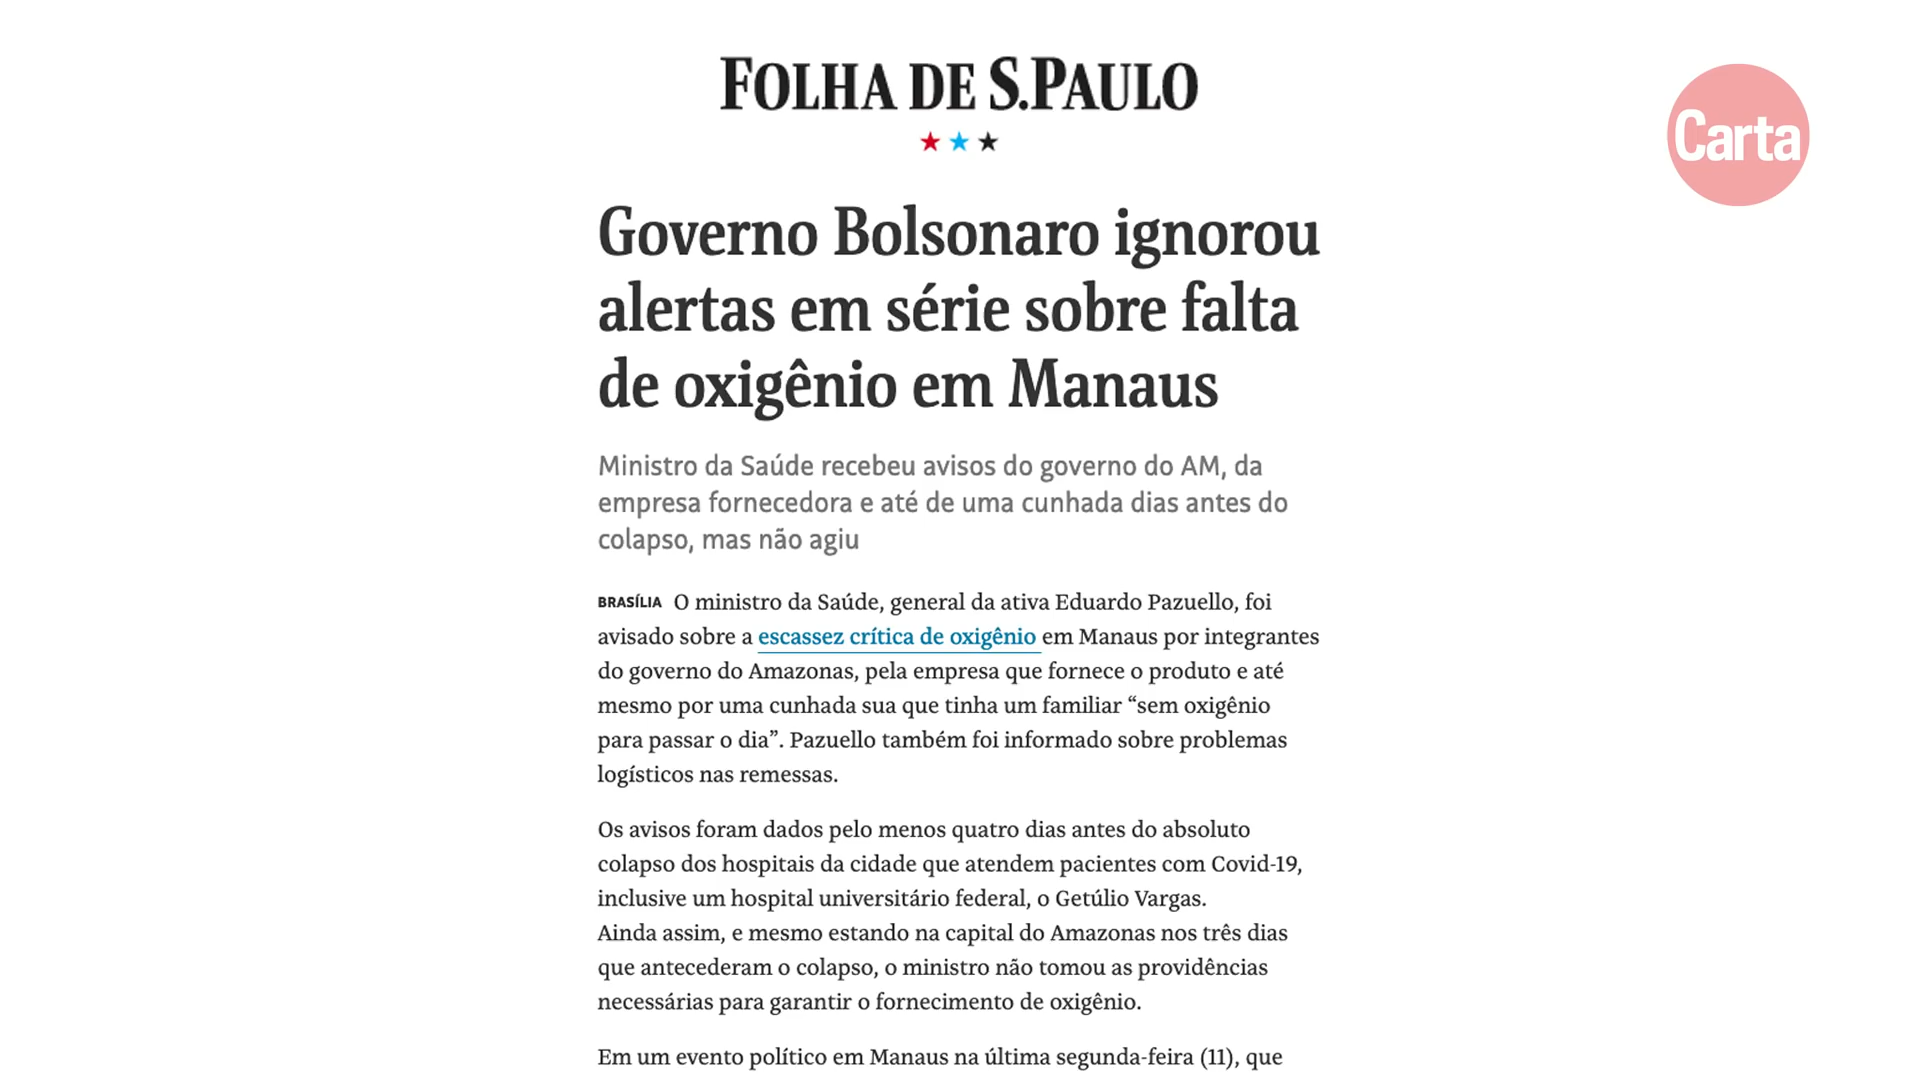 FOLHA DE S.PAULO
Carta
Governo Bolsonaro ignorou
alertas em série sobre falta
de oxigênio em Manaus
Ministro da Saúde recebeu avisos do governo do AM, da
empresa fornecedora e até de uma cunhada dias antes do
colapso, mas não agiu
BRASÍLIA O ministro da Saúde, general da ativa Eduardo Pazuello, foi
avisado sobre a escassez crítica de oxigênio em Manaus por integrantes
do governo do Amazonas, pela empresa que fornece o produto e até
mesmo por uma cunhada sua que tinha um familiar “sem oxigênio
para passar o dia”. Pazuello também foi informado sobre problemas
logísticos nas remessas.
Os avisos foram dados pelo menos quatro dias antes do absoluto
colapso dos hospitais da cidade que atendem pacientes com Covid-19,
inclusive um hospital universitário federal, o Getúlio Vargas.
Ainda assim, e mesmo estando na capital do Amazonas nos três dias
que antecederam o colapso, o ministro não tomou as providências
necessárias para garantir o fornecimento de oxigênio.
Em um evento político em Manaus na última segunda-feira (11), que